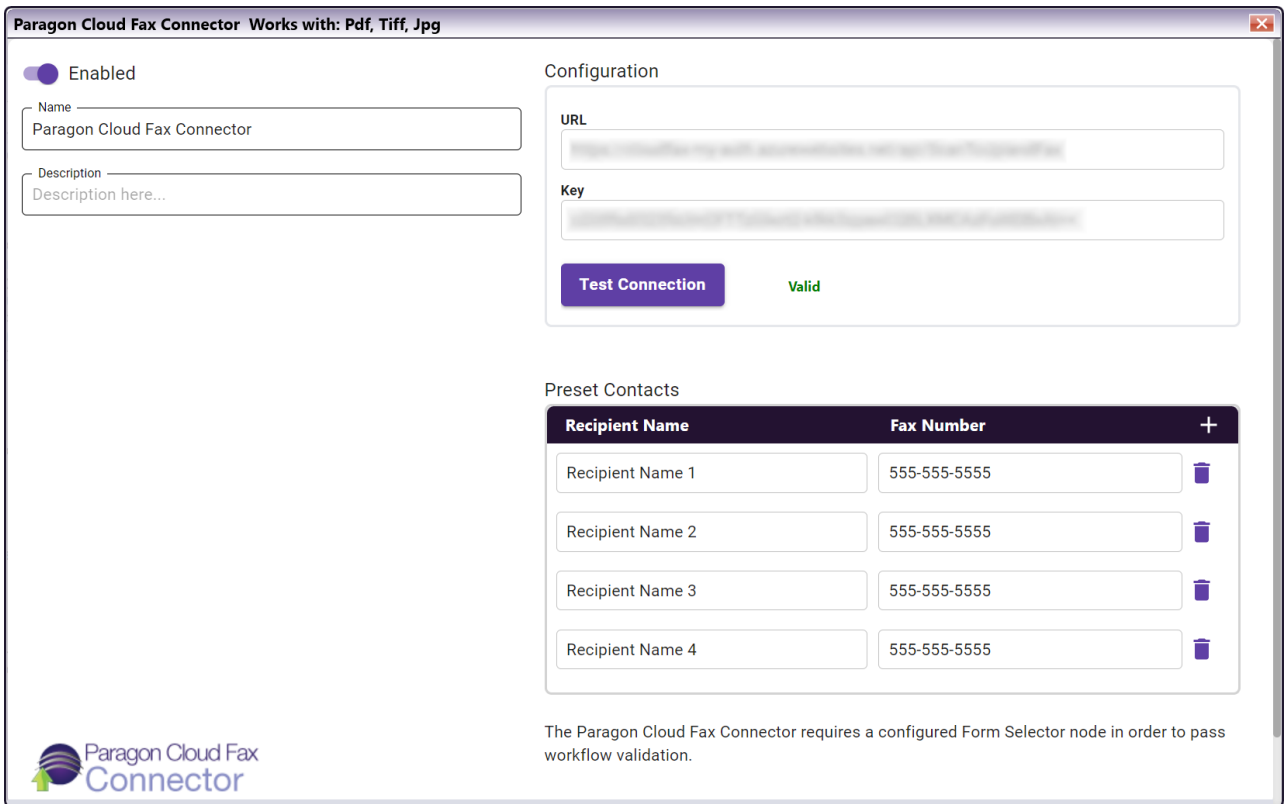 Paragon Cloud Fax Connector  Works with: Pdf, Tiff, Jpg
Enabled
Name
Paragon Cloud Fax Connector
Description
Description here...
Configuration
URL
Key
Test Connection
Valid
Preset Contacts
Recipient Name Fax Number
Recipient Name 1 555-555-5555
Recipient Name 2 555-555-5555
Recipient Name 3 555-555-5555
Recipient Name 4 555-555-5555
The Paragon Cloud Fax Connector requires a configured Form Selector node in order to pass
workflow validation.
Paragon Cloud Fax
Connector